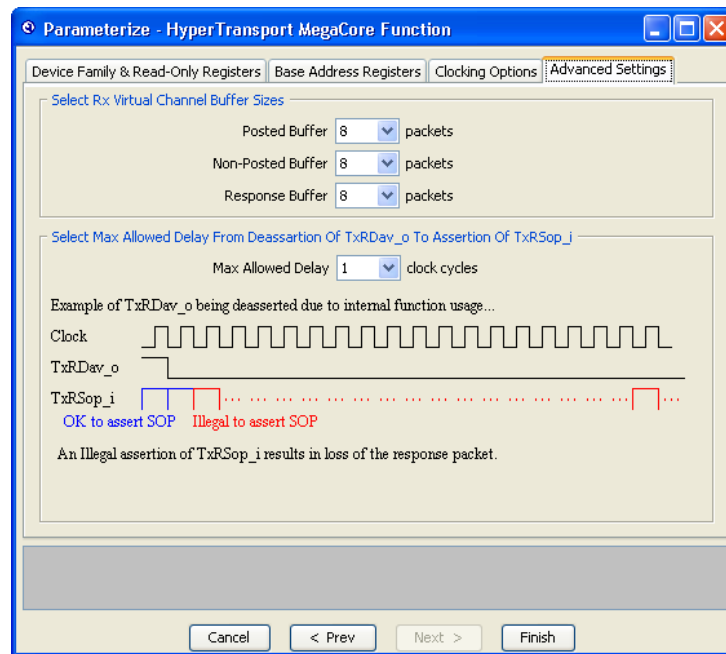 Parameterize - HyperTransport MegaCore Function
Device Family & Read-Only Registers Base Address Registers Clocking Options Advanced Settings
Select Rx Virtual Channel Buffer Sizes
Posted Buffer 8 packets
Non-Posted Buffer 8 packets
Response Buffer 8 packets
Select Max Allowed Delay From Deassartion Of TxRDav_o To Assertion Of TxRSop_i
Max Allowed Delay 1 clock cycles
Example of TxRDav_o being deasserted due to internal function usage...
Clock
TxRDav_o
TxRSop_i
OK to assert SOP Illegal to assert SOP
An Illegal assertion of TxRSop_i results in loss of the response packet.
Cancel < Prev Next > Finish